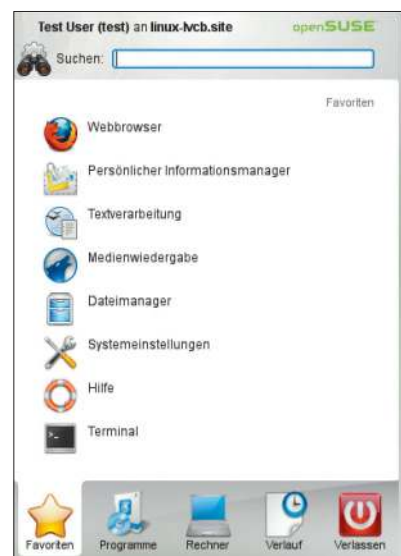 Test User (test) an linux-lvcb.site openSUSE
Suchen:
Favoriten
Webbrowser
Persönlicher Informationsmanager
Textverarbeitung
Medienwiedergabe
Dateimanager
Systemeinstellungen
Hilfe
Terminal
Favoriten Programme Rechner Verlauf Verlassen